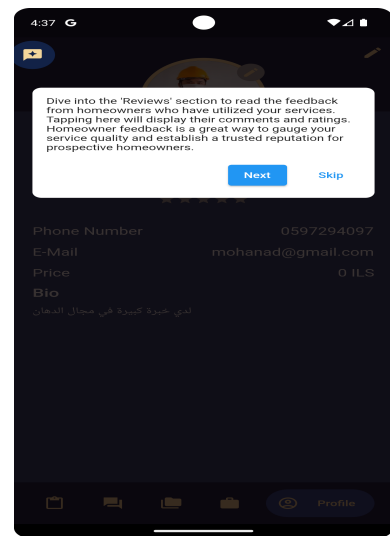 4:37 G
Dive into the 'Reviews' section to read the feedback
from homeowners who have utilized your services.
Tapping here will display their comments and ratings.
Homeowner feedback is a great way to gauge your
service quality and establish a trusted reputation for
prospective homeowners.
Next Skip
Phone Number 0597294097
E-Mail mohanad@gmail.com
Price 0 ILS
Bio
لدي خبرة كبيرة في مجال الدهان
Profile